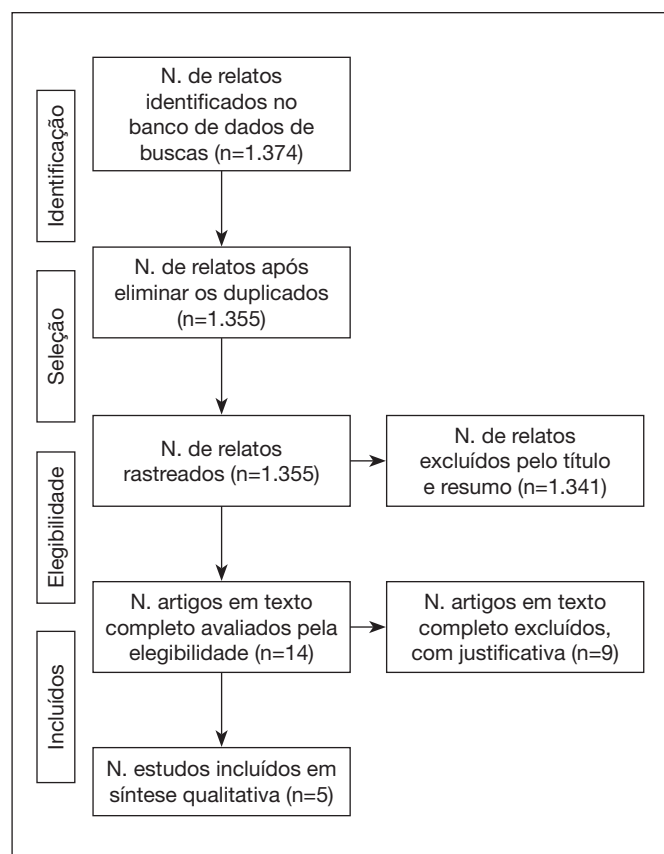 Identificação
N. de relatos
identificados no
banco de dados de
buscas (n=1.374)
Seleção
N. de relatos após
eliminar os duplicados
(n=1.355)
Elegibilidade
N. de relatos
rastreados (n=1.355)
N. de relatos
excluídos pelo título
e resumo (n=1.341)
Incluídos
N. artigos em texto
completo avaliados pela
elegibilidade (n=14)
N. artigos em texto
completo excluídos,
com justificativa (n=9)
N. estudos incluídos em
síntese qualitativa (n=5)